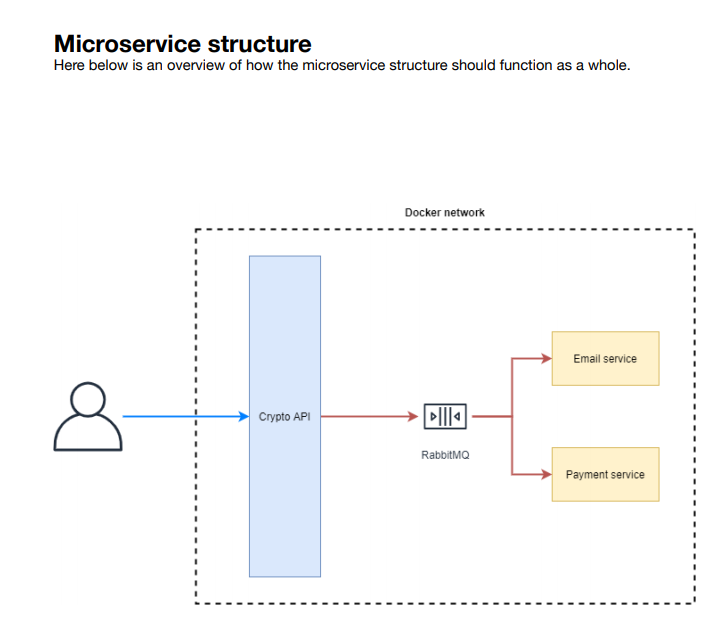 Microservice structure
Here below is an overview of how the microservice structure should function as a whole.
Docker network
Email service
Crypto API
RabbitMQ
Payment service